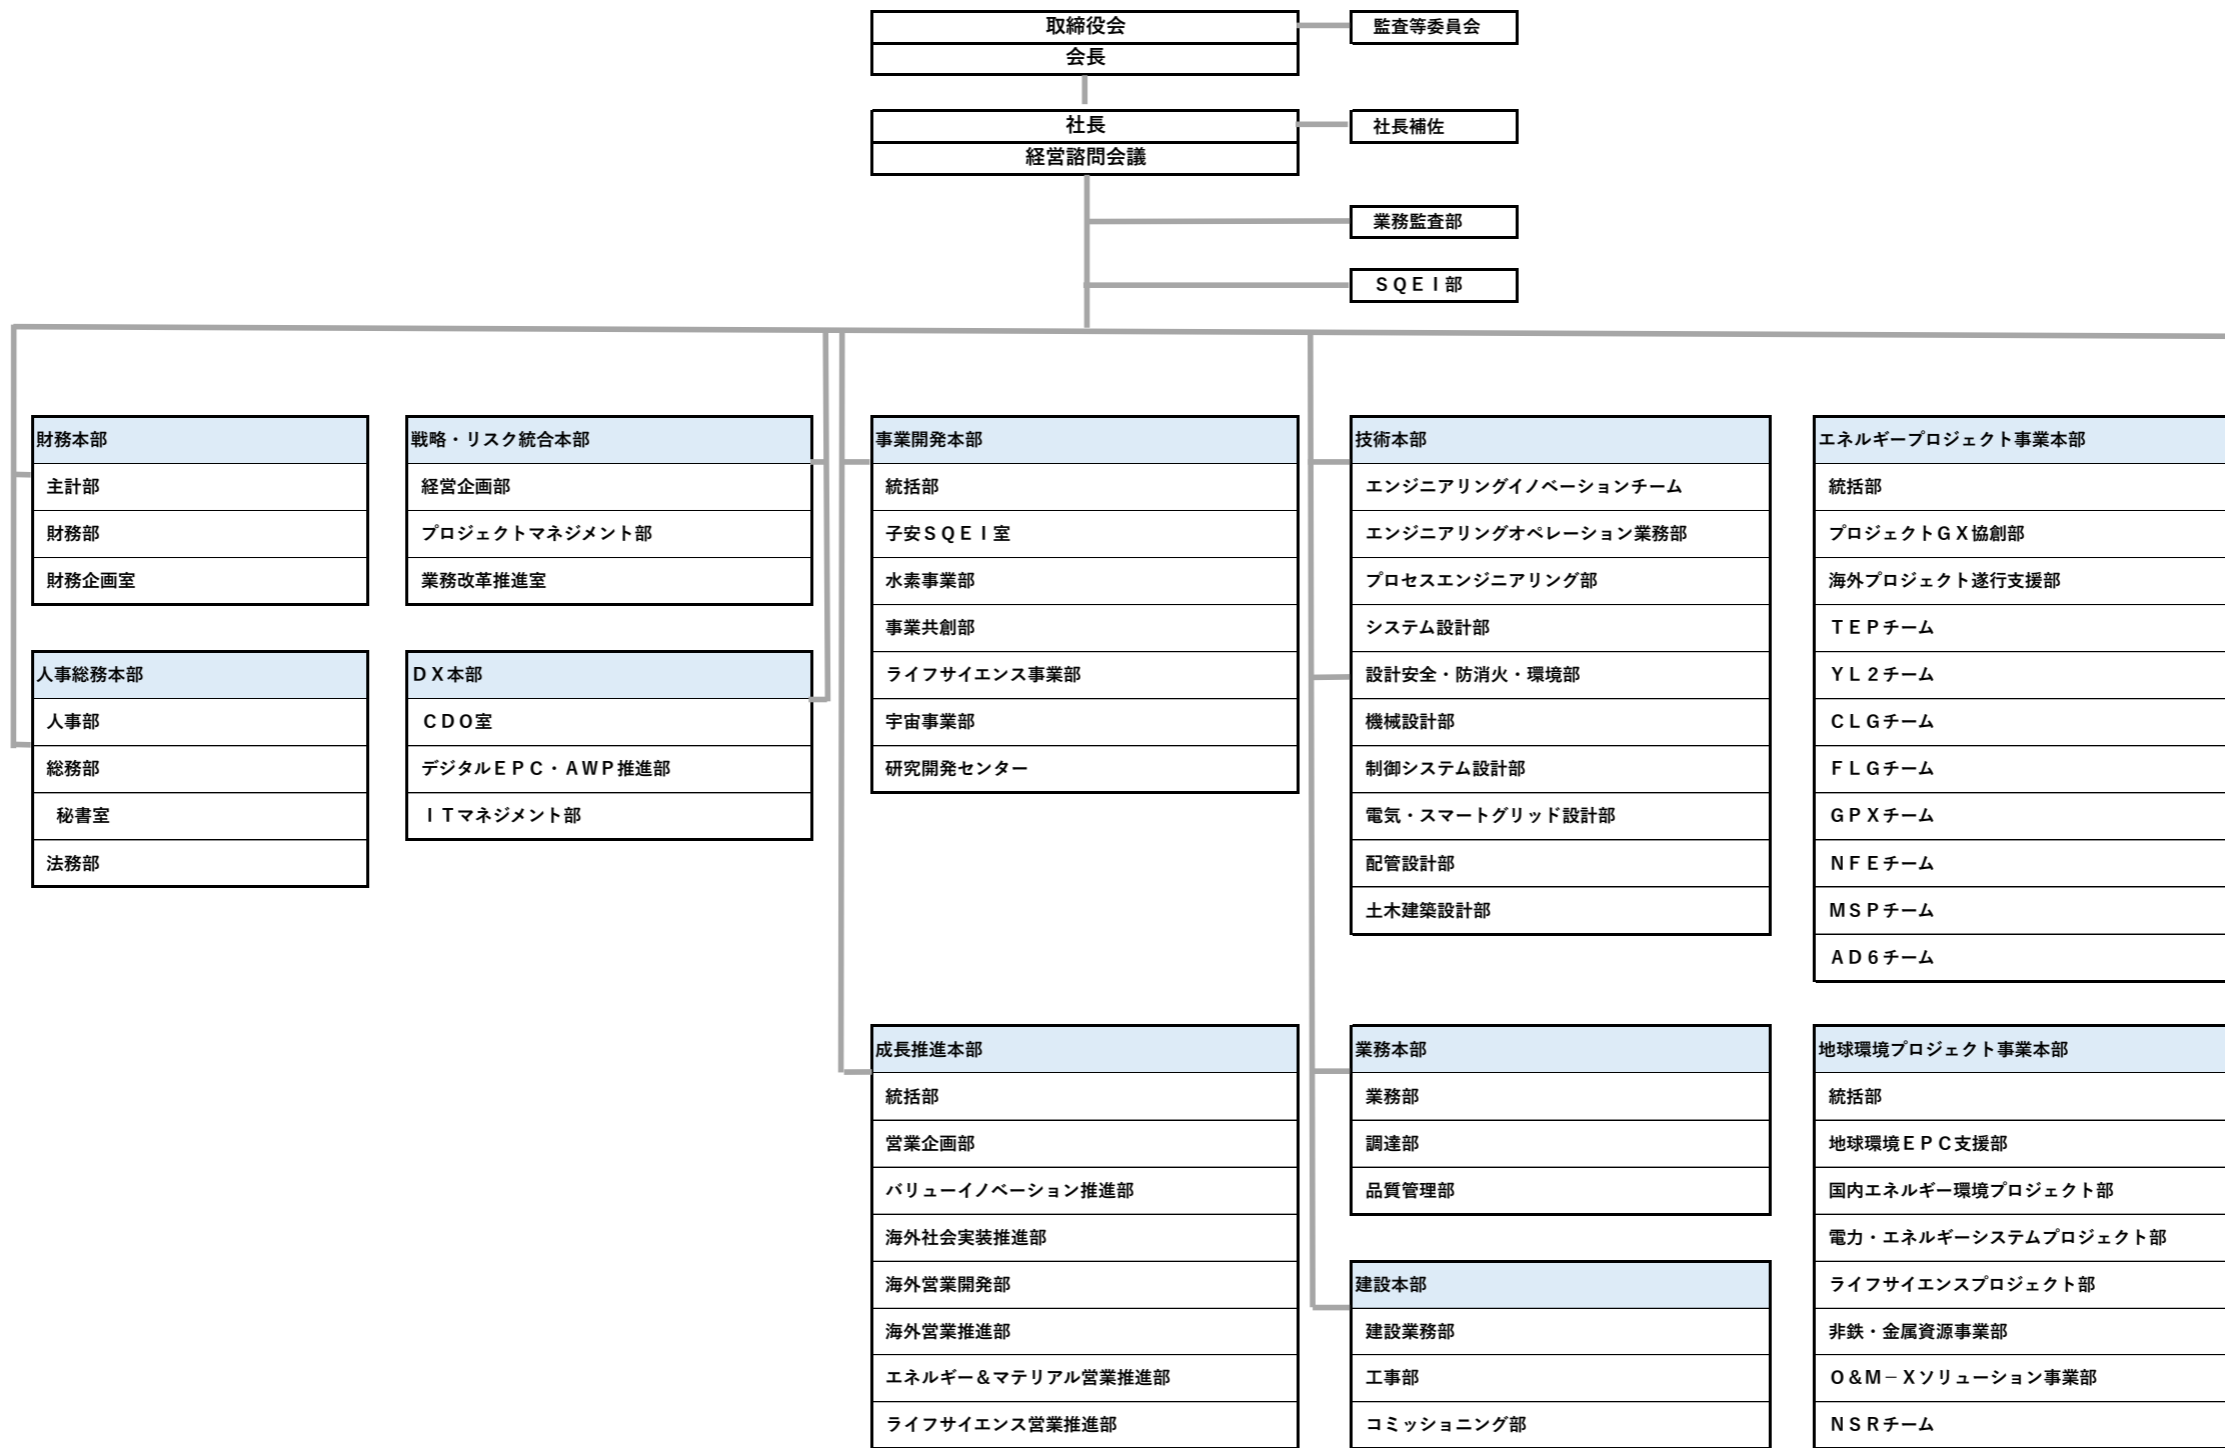 取締役会
監査等委員会
会長
社長
社長補佐
経営諮問会議
業務監査部
ＳＱＥＩ部
財務本部
主計部
財務部
財務企画室
人事総務本部
人事部
総務部
秘書室
法務部
戦略・リスク統合本部
経営企画部
プロジェクトマネジメント部
業務改革推進室
ＤＸ本部
ＣＤＯ室
デジタルＥＰＣ・ＡＷＰ推進部
ＩＴマネジメント部
事業開発本部
統括部
子安ＳＱＥＩ室
水素事業部
事業共創部
ライフサイエンス事業部
宇宙事業部
研究開発センター
成長推進本部
統括部
営業企画部
バリューイノベーション推進部
海外社会実装推進部
海外営業開発部
海外営業推進部
エネルギー＆マテリアル営業推進部
ライフサイエンス営業推進部
技術本部
エンジニアリングイノベーションチーム
エンジニアリングオペレーション業務部
プロセスエンジニアリング部
システム設計部
設計安全・防消火・環境部
機械設計部
制御システム設計部
電気・スマートグリッド設計部
配管設計部
土木建築設計部
業務本部
業務部
調達部
品質管理部
建設本部
建設業務部
工事部
コミッショニング部
エネルギープロジェクト事業本部
統括部
プロジェクトＧＸ協創部
海外プロジェクト遂行支援部
ＴＥＰチーム
ＹＬ２チーム
ＣＬＧチーム
ＦＬＧチーム
ＧＰＸチーム
ＮＦＥチーム
ＭＳＰチーム
ＡＤ６チーム
地球環境プロジェクト事業本部
統括部
地球環境ＥＰＣ支援部
国内エネルギー環境プロジェクト部
電力・エネルギーシステムプロジェクト部
ライフサイエンスプロジェクト部
非鉄・金属資源事業部
Ｏ＆Ｍ－Ｘソリューション事業部
ＮＳＲチーム